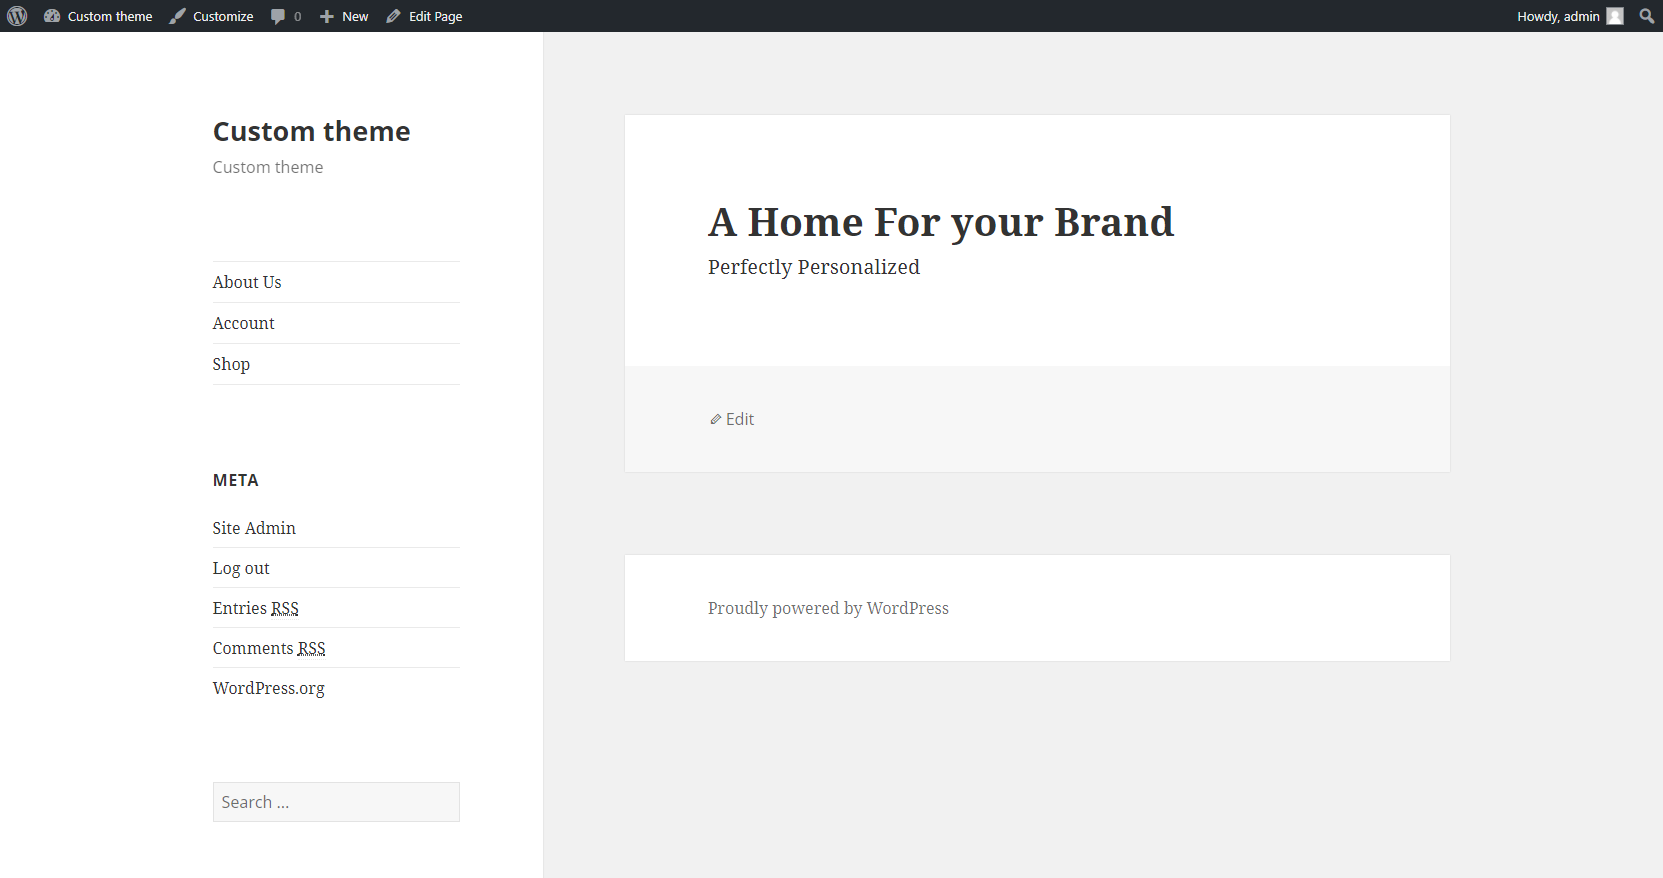 Custom theme Customize 0 New Edit Page Howdy, admin
Custom theme
Custom theme
About Us
Account
Shop
META
Site Admin
Log out
Entries RSS
Comments RSS
WordPress.org
Search ...
A Home For your Brand
Perfectly Personalized
Edit
Proudly powered by WordPress